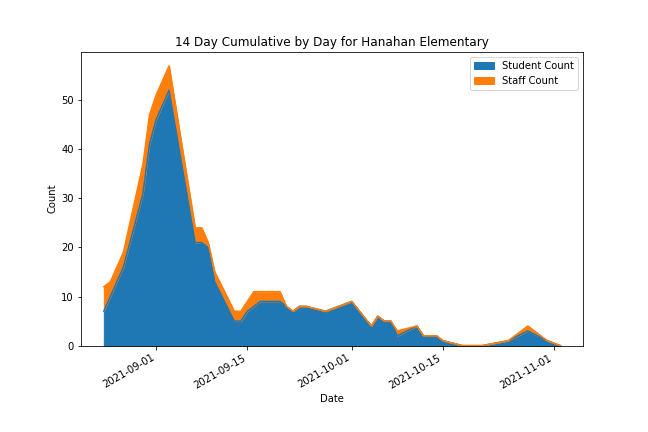 14 Day Cumulative by Day for Hanahan Elementary
Student Count
Staff Count
50
40
30
20
10
0
Count
2021-09-01
2021-09-15
2021-10-01
2021-10-15
2021-11-01
Date